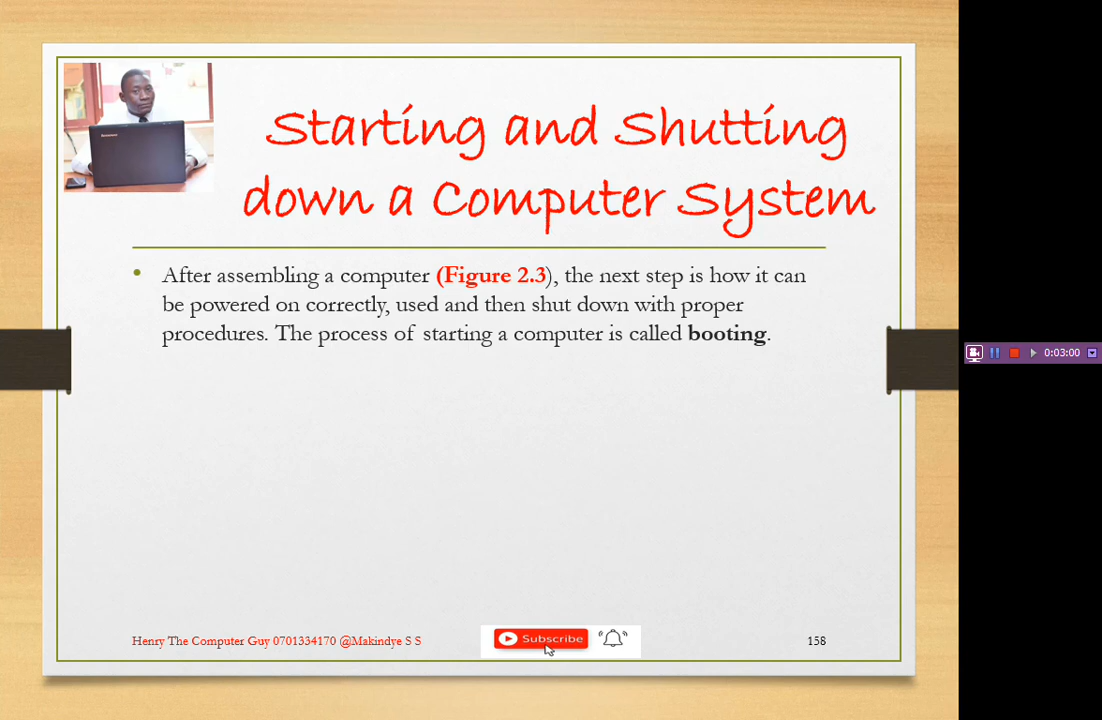 Starting and Shutting
down a Computer System
• After assembling a computer (Figure 2.3), the next step is how it can
be powered on correctly, used and then shut down with proper
procedures. The process of starting a computer is called booting.
Henry The Computer Guy 0701334170 @Makindye S S
Subscribe
158
0:03:00